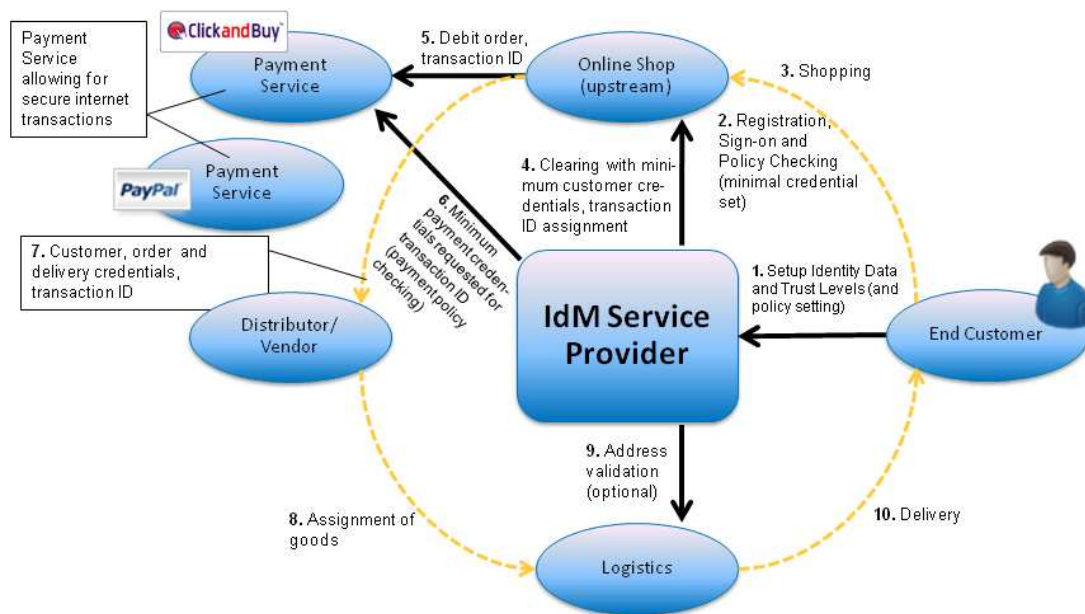 Payment
Service
allowing for
secure internet
transactions
ClickandBuy™
Payment
Service
5. Debit order,
transaction ID
Online Shop
(upstream)
3. Shopping
2. Registration,
Sign-on and
Policy Checking
(minimal credential
set)
PayPal™
Payment
Service
4. Clearing with mini-
mum customer cre-
dentials, transaction
ID assignment
6. Minimum
payment creden-
tials requested for
transaction ID
(payment policy
checking)
7. Customer, order and
delivery credentials,
transaction ID
1. Setup Identity Data
and Trust Levels (and
policy setting)
Distributor/
Vendor
IdM Service
Provider
End Customer
9. Address
validation
(optional)
8. Assignment of
goods
10. Delivery
Logistics